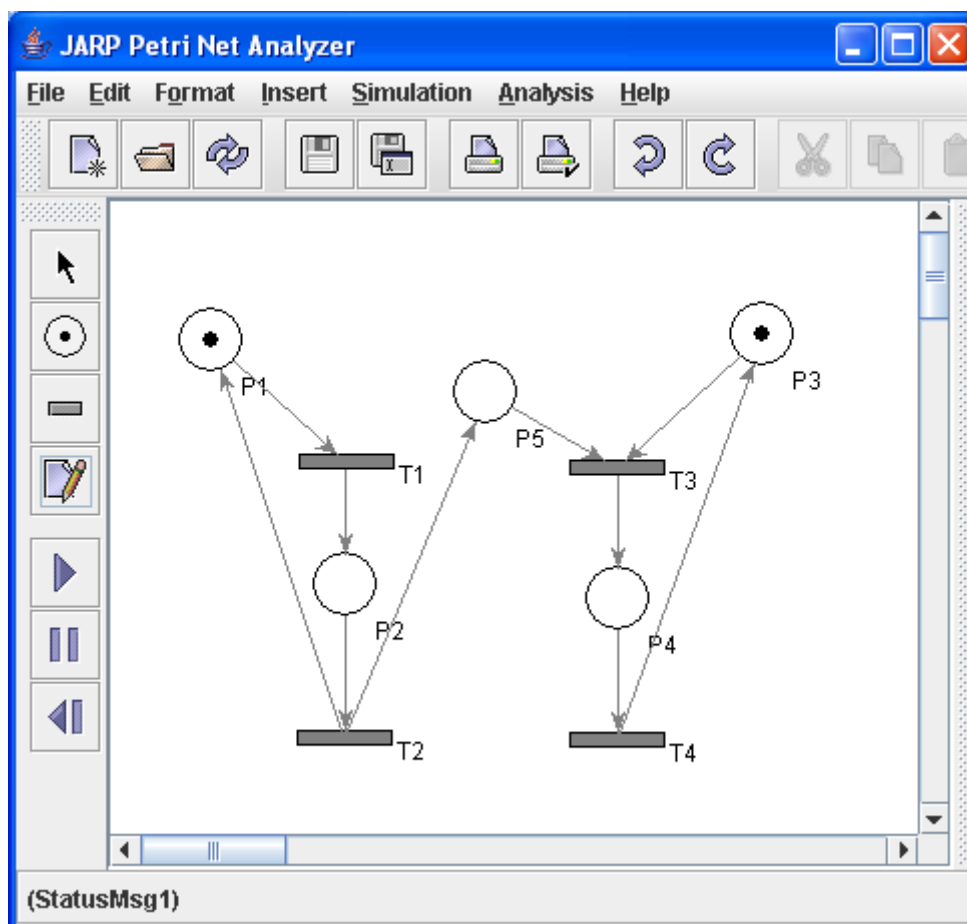 JARP Petri Net Analyzer
File Edit Format Insert Simulation Analysis Help
P1
P3
P5
T1
T3
P2
P4
T2
T4
(StatusMsg1)